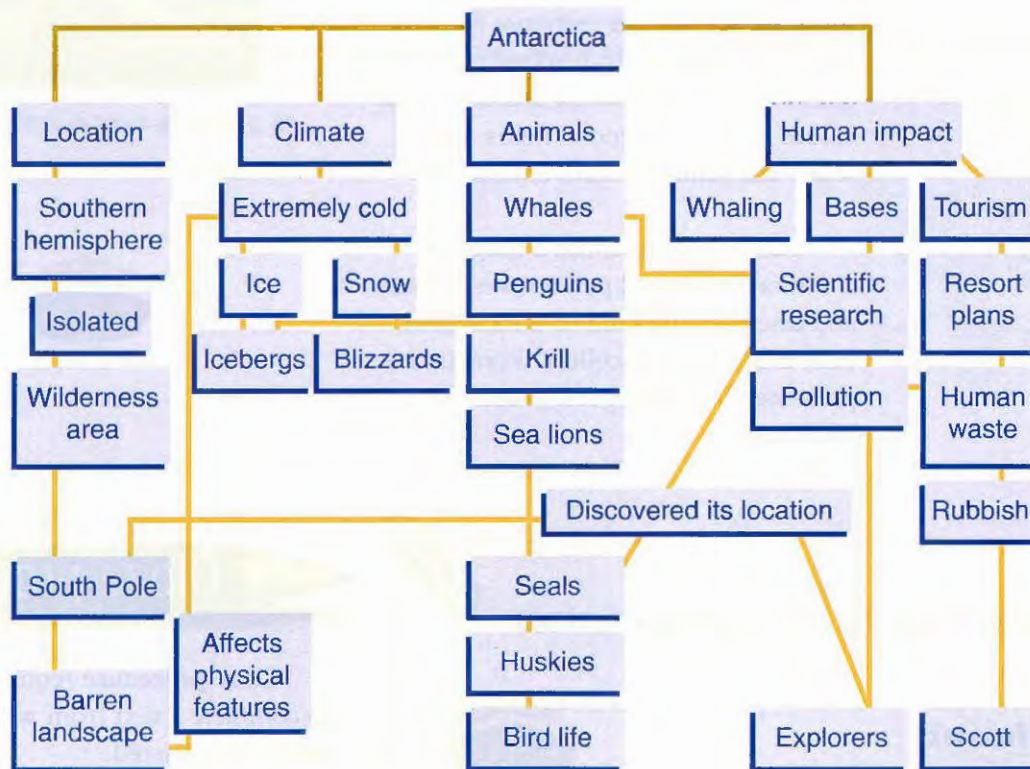 Antarctica
Location
Climate
Animals
Human impact
Southern
hemisphere
Extremely cold
Whales
Whaling
Bases
Tourism
Ice
Snow
Penguins
Scientific
research
Resort
plans
Isolated
Icebergs
Blizzards
Krill
Wilderness
area
Pollution
Human
waste
Sea lions
Discovered its location
Rubbish
South Pole
Seals
Affects
physical
features
Huskies
Barren
landscape
Bird life
Explorers
Scott